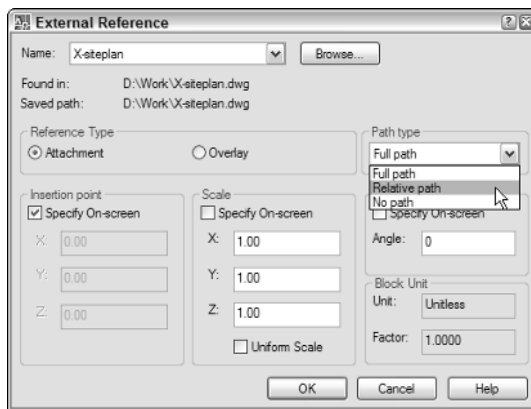 External Reference
Name: X-siteplan Browse...
Found in: D:\Work\X-siteplan.dwg
Saved path: D:\Work\X-siteplan.dwg
Reference Type
Attachment Overlay
Path type
Full path
Full path
Relative path
No path
Insertion point
Specify On-screen
X: 0.00
Y: 0.00
Z: 0.00
Scale
Specify On-screen
X: 1.00
Y: 1.00
Z: 1.00
Uniform Scale
Specify On-screen
Angle: 0
Block Unit
Unit: Unitless
Factor: 1.0000
OK Cancel Help